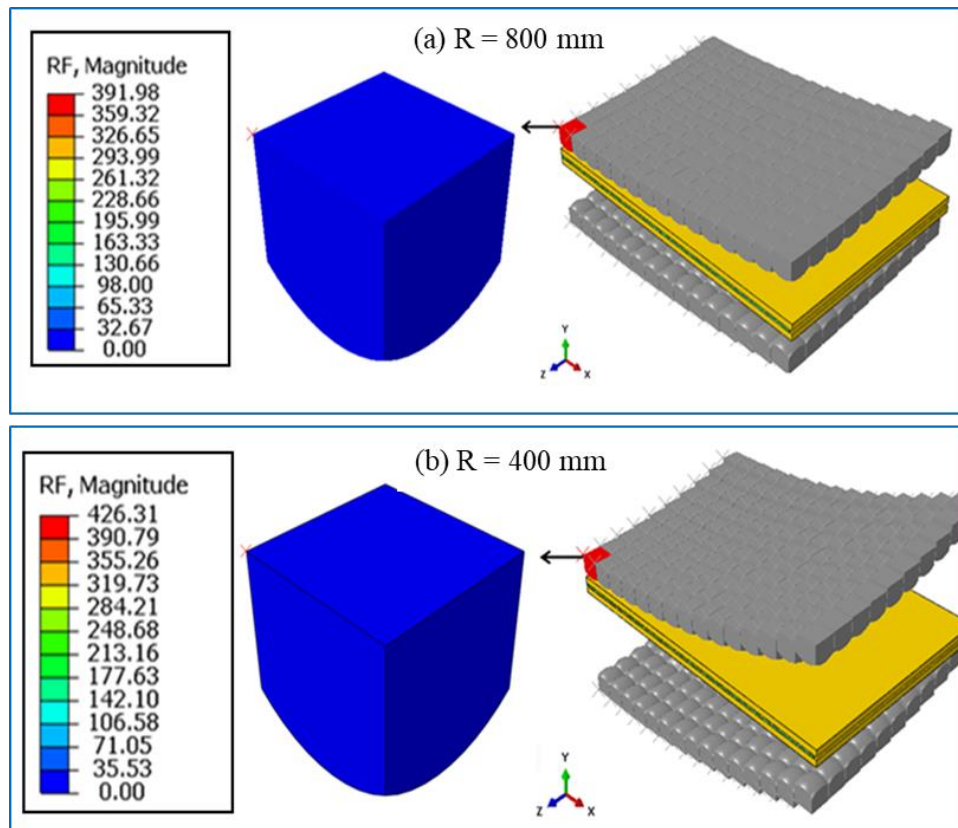 (a) R = 800 mm
RF, Magnitude
391.98
359.32
326.65
293.99
261.32
228.66
195.99
163.33
130.66
98.00
65.33
32.67
0.00
Y
Z
X
(b) R = 400 mm
RF, Magnitude
426.31
390.79
355.26
319.73
284.21
248.68
213.16
177.63
142.10
106.58
71.05
35.53
0.00
Y
Z
X